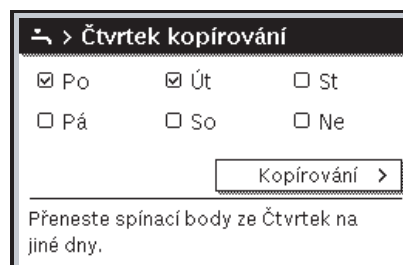 > Čtvrtek kopírování
☑ Po ☑ Út ☐ St
☐ Pá ☐ So ☐ Ne
Kopírování >
Přeneste spínací body ze Čtvrtek na
jiné dny.